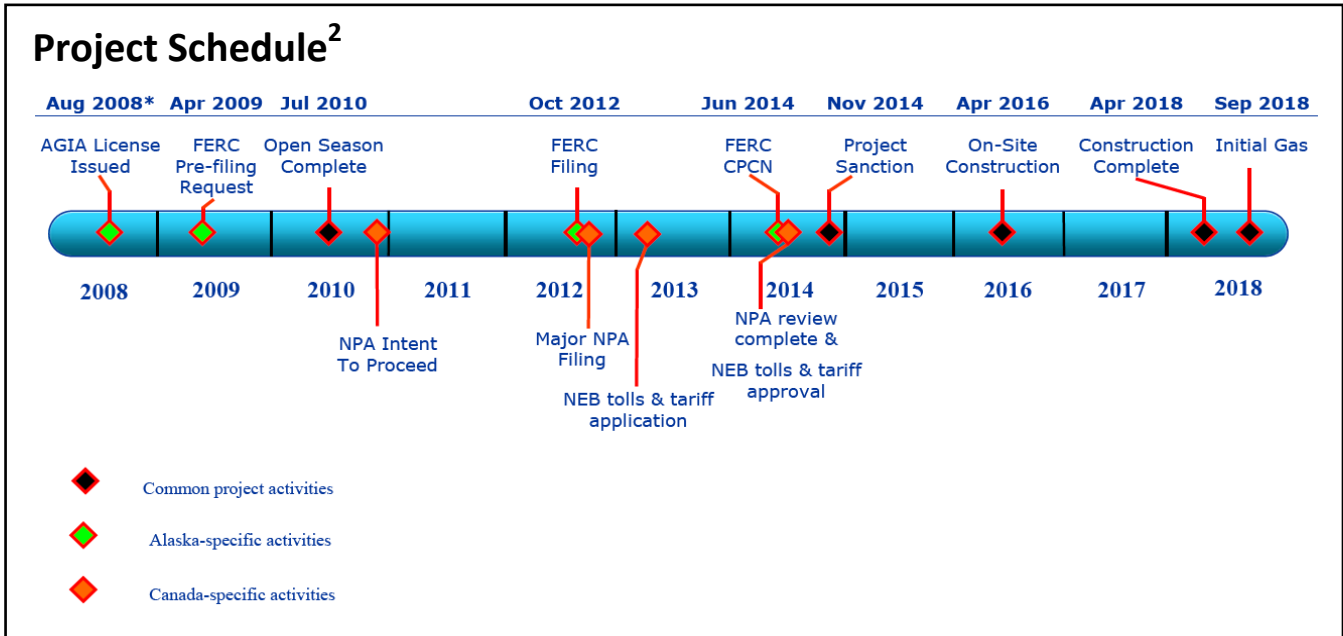 Project Schedule2
Aug 2008* Apr 2009 Jul 2010 Oct 2012 Jun 2014 Nov 2014 Apr 2016 Apr 2018 Sep 2018
AGIA License
Issued
FERC
Pre-filing
Request
Open Season
Complete
FERC
Filing
FERC
CPCN
Project
Sanction
On-Site
Construction
Construction
Complete
Initial Gas
2008 2009 2010 2011 2012 2013 2014 2015 2016 2017 2018
NPA Intent
To Proceed
Major NPA
Filing
NEB tolls & tariff
application
NPA review
complete &
NEB tolls & tariff
approval
Common project activities
Alaska-specific activities
Canada-specific activities